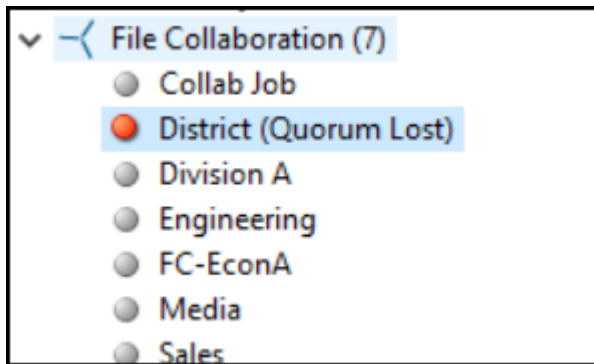 File Collaboration (7)
Collab Job
District (Quorum Lost)
Division A
Engineering
FC-EconA
Media
Sales